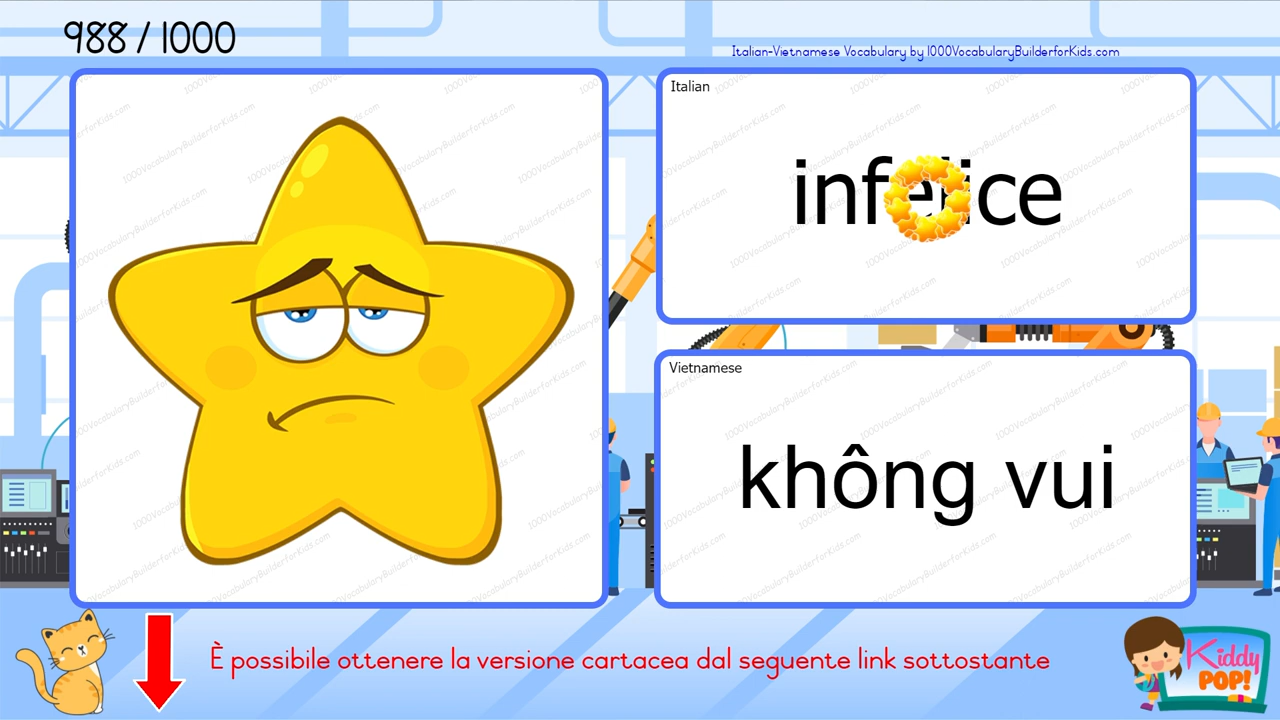 988 / 1000
Italian-Vietnamese Vocabulary by 1000VocabularyBuilderforKids.com
Italian
infelice
Vietnamese
không vui
È possibile ottenere la versione cartacea dal seguente link sottostante
Kiddy
POP!